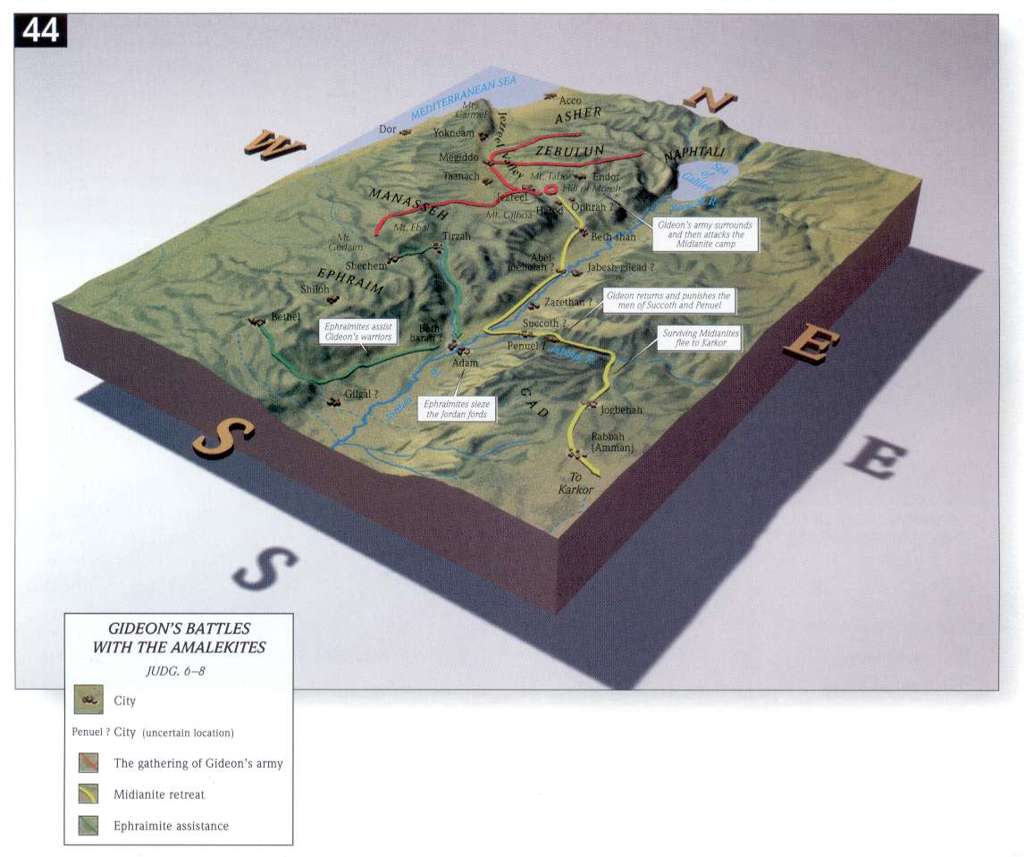 44
MEDITERRANEAN SEA
Mt.
Carmel
Acco
ASHER
N
Dor
Yokneam
Jezreel Valley
W
Megiddo
ZEBULUN
NAPHTALI
Sea
of
Galilee
Taanach
Mt. Tabor
Endor
Hill of Moreh
Jezreel
MANASSEH
Mt. Gilboa
Ophrah ?
Mt. Ebal
Beth-shan
Gideon's army surrounds
and then attacks the
Midianite camp
Mt.
Gerizim
Tirzah
Shechem
Abel-
meholah ?
Jabesh-gilead ?
EPHRAIM
Shiloh
Zarethan ?
Gideon returns and punishes the
men of Succoth and Penuel
Bethel
Ephraimites assist
Gideon's warriors
Beth-
barah ?
Succoth ?
Penuel ?
Surviving Midianites
flee to Karkor
E
Adam
Gilgal ?
Ephraimites sieze
the Jordan fords
GAD
Jogbehah
S
Rabbah
(Amman)
To
Karkor
E
S
GIDEON'S BATTLES
WITH THE AMALEKITES
JUDG. 6–8
City
Penuel ? City (uncertain location)
The gathering of Gideon's army
Midianite retreat
Ephraimite assistance